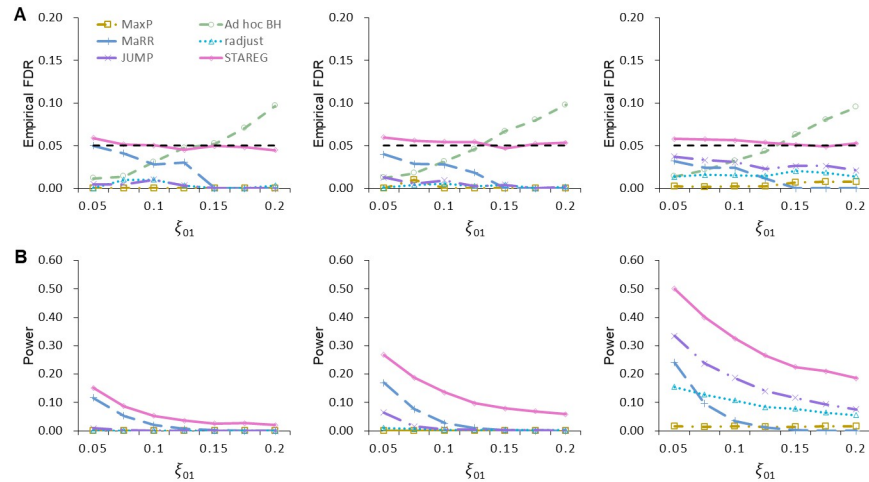 A
MaxP
Ad hoc BH
MaRR
radjust
JUMP
STAREG
Empirical FDR
0.20
0.15
0.10
0.05
0.00
0.05 0.1 0.15 0.2
ξ01
Empirical FDR
0.20
0.15
0.10
0.05
0.00
0.05 0.1 0.15 0.2
ξ01
Empirical FDR
0.20
0.15
0.10
0.05
0.00
0.05 0.1 0.15 0.2
ξ01
B
Power
0.60
0.50
0.40
0.30
0.20
0.10
0.00
0.05 0.1 0.15 0.2
ξ01
Power
0.60
0.50
0.40
0.30
0.20
0.10
0.00
0.05 0.1 0.15 0.2
ξ01
Power
0.60
0.50
0.40
0.30
0.20
0.10
0.00
0.05 0.1 0.15 0.2
ξ01